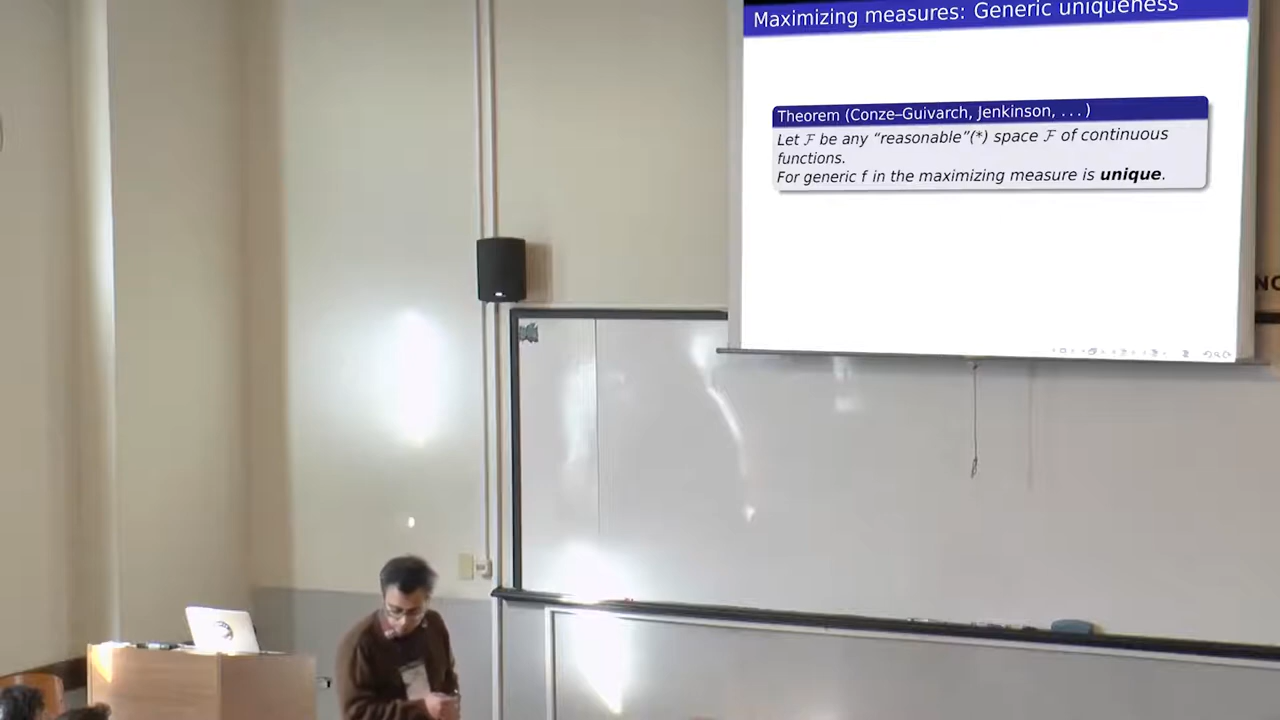 Maximizing measures: Generic uniqueness
Theorem (Conze–Guivarch, Jenkinson, . . . )
Let ℱ be any “reasonable”(*) space ℱ of continuous
functions.
For generic f in the maximizing measure is unique.